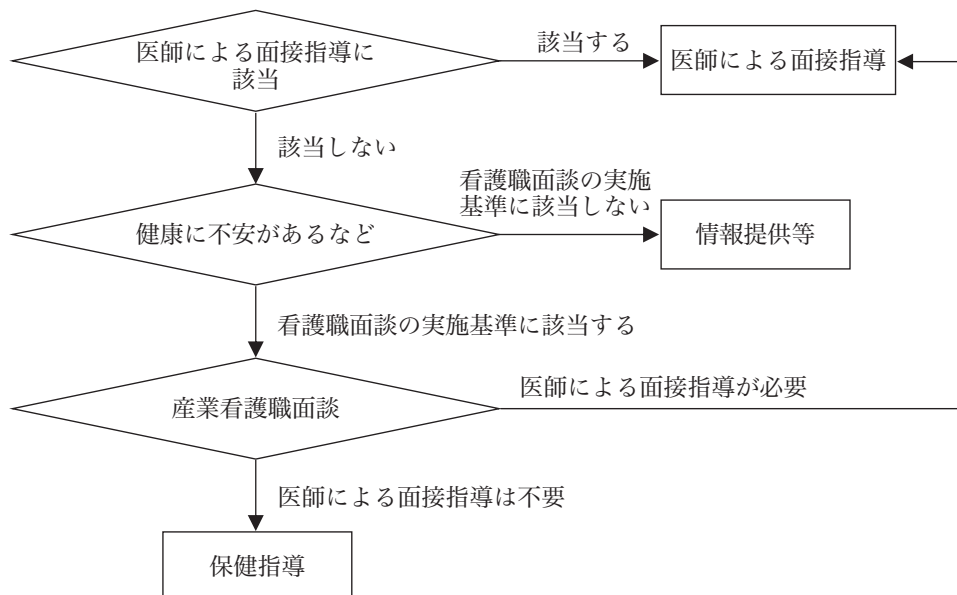 医師による面接指導に
該当
該当する
医師による面接指導
該当しない
健康に不安があるなど
看護職面談の実施
基準に該当しない
情報提供等
看護職面談の実施基準に該当する
産業看護職面談
医師による面接指導が必要
医師による面接指導は不要
保健指導